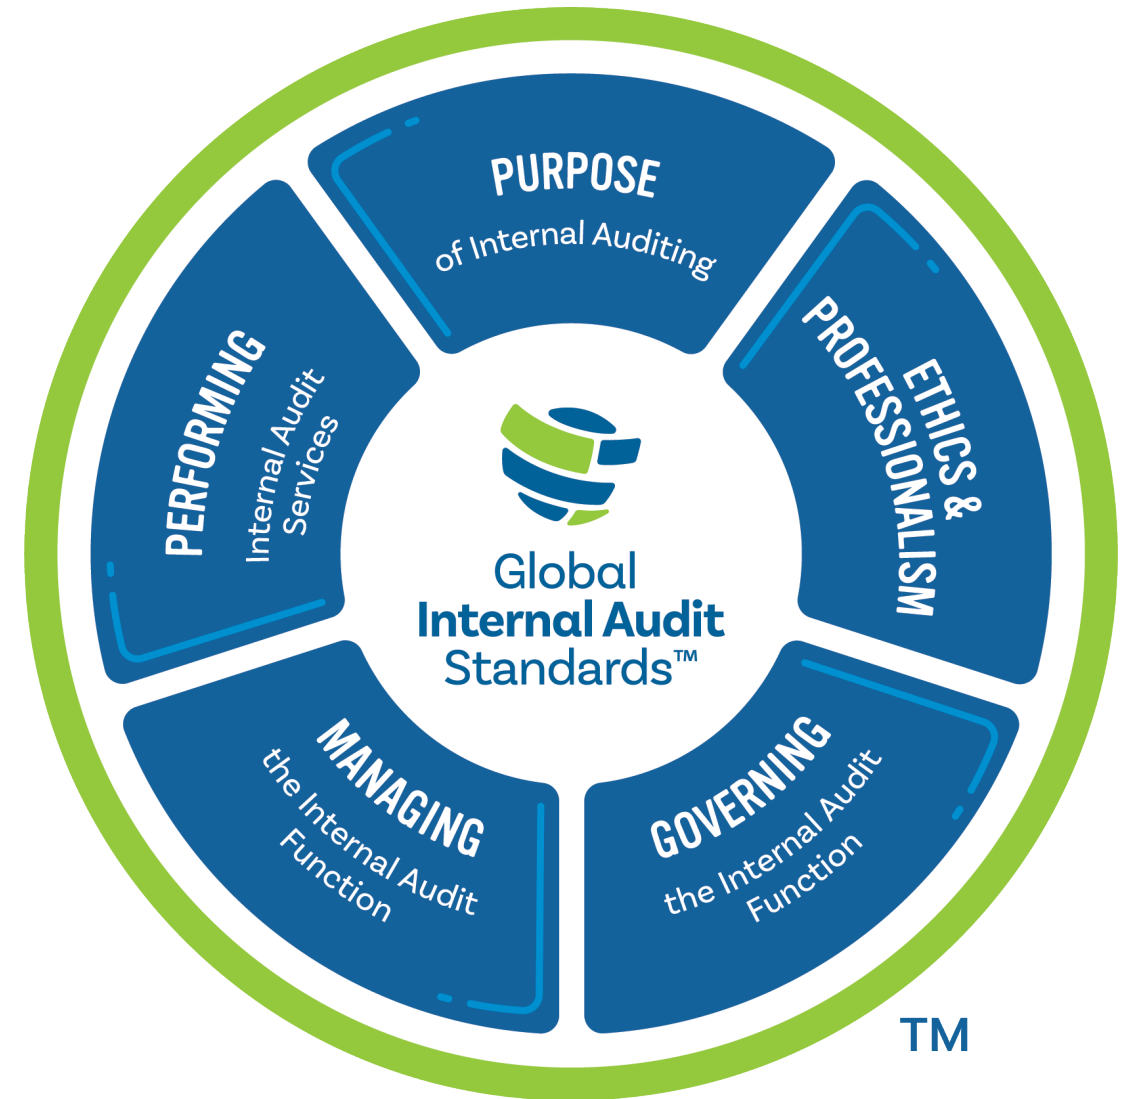 PURPOSE
of Internal Auditing
ETHICS &
PROFESSIONALISM
GOVERNING
the Internal Audit
Function
MANAGING
the Internal Audit
Function
PERFORMING
Internal Audit
Services
Global
Internal Audit
Standards™
TM